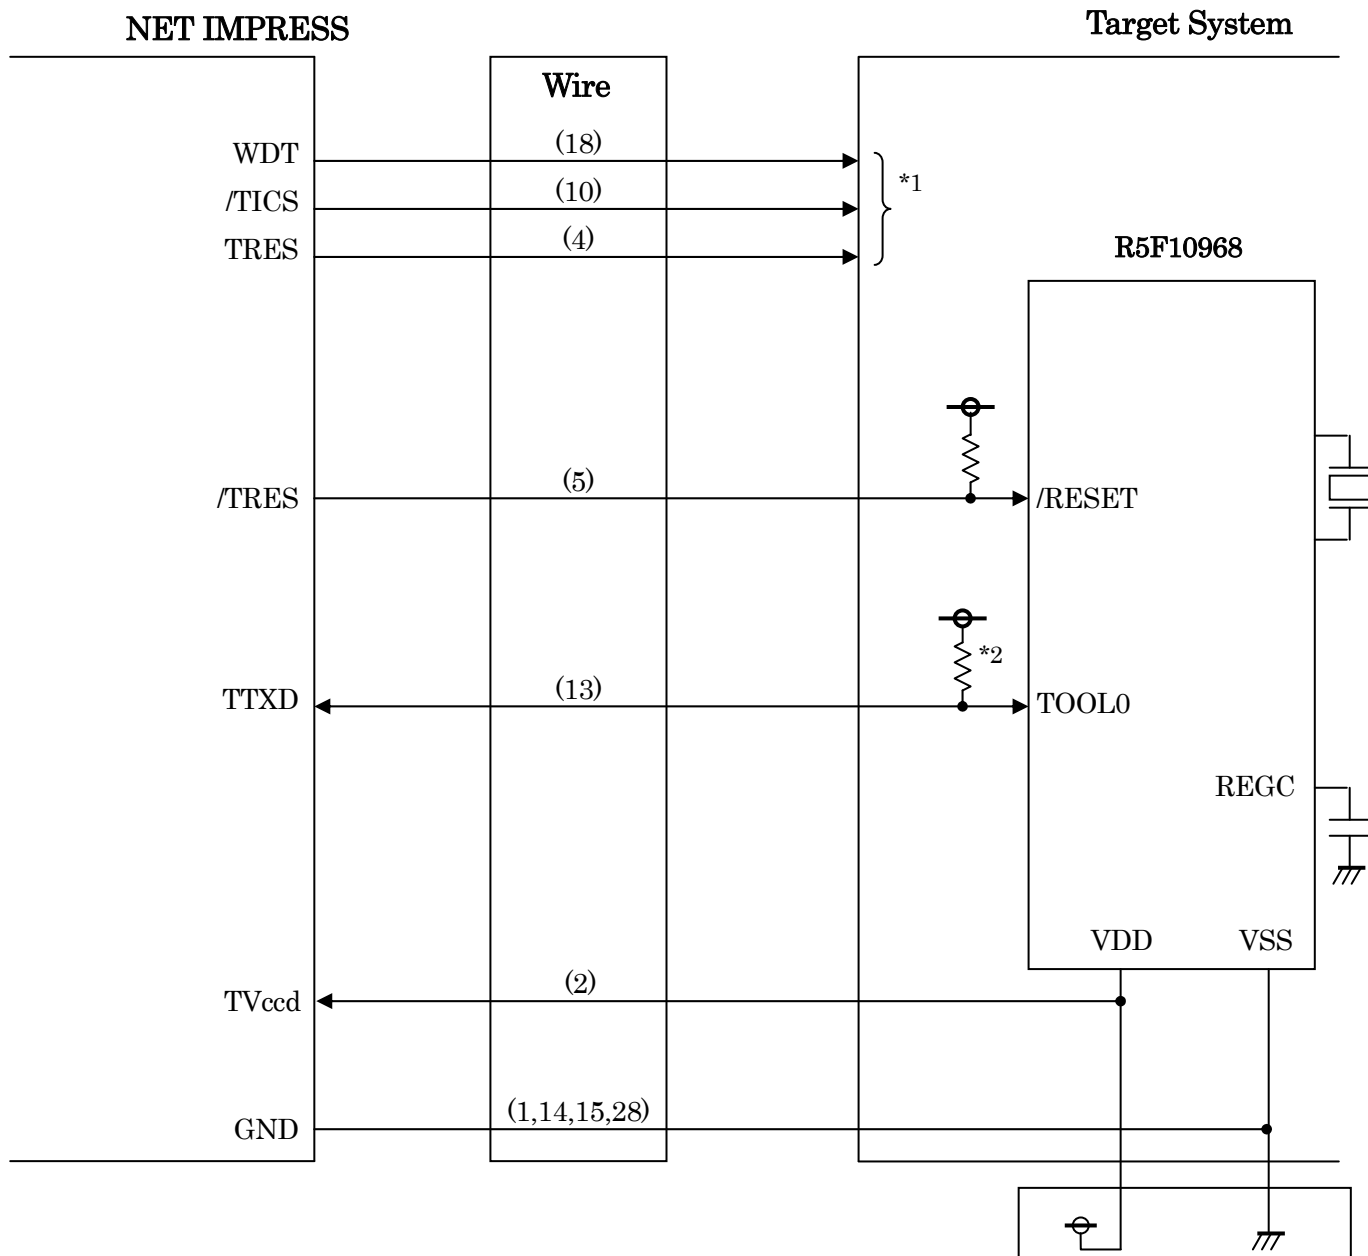 NET IMPRESS
Target System
Wire
WDT
(18)
*1
/TICS
(10)
TRES
(4)
R5F10968
/TRES
(5)
/RESET
*2
TTXD
(13)
TOOL0
REGC
VDD
VSS
TVccd
(2)
GND
(1,14,15,28)